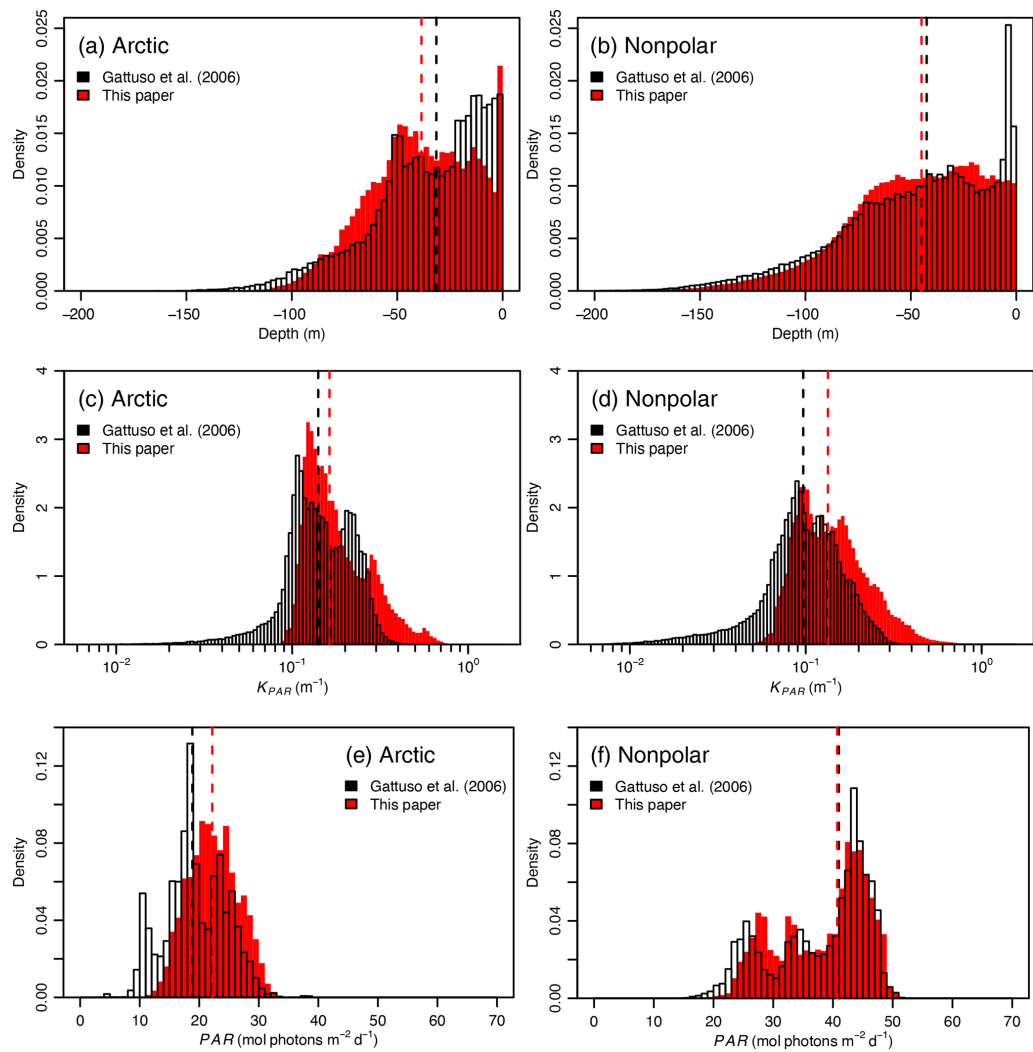 (a) Arctic
Gattuso et al. (2006)
This paper
Density
0.000 0.005 0.010 0.015 0.020 0.025
−200 −150 −100 −50 0
Depth (m)
(b) Nonpolar
Gattuso et al. (2006)
This paper
Density
0.000 0.005 0.010 0.015 0.020 0.025
−200 −150 −100 −50 0
Depth (m)
(c) Arctic
Gattuso et al. (2006)
This paper
Density
0 1 2 3 4
10⁻² 10⁻¹ 10⁰
K_PAR (m⁻¹)
(d) Nonpolar
Gattuso et al. (2006)
This paper
Density
0 1 2 3 4
10⁻² 10⁻¹ 10⁰
K_PAR (m⁻¹)
(e) Arctic
Gattuso et al. (2006)
This paper
Density
0.00 0.04 0.08 0.12
0 10 20 30 40 50 60 70
PAR (mol photons m⁻² d⁻¹)
(f) Nonpolar
Gattuso et al. (2006)
This paper
Density
0.00 0.04 0.08 0.12
0 10 20 30 40 50 60 70
PAR (mol photons m⁻² d⁻¹)